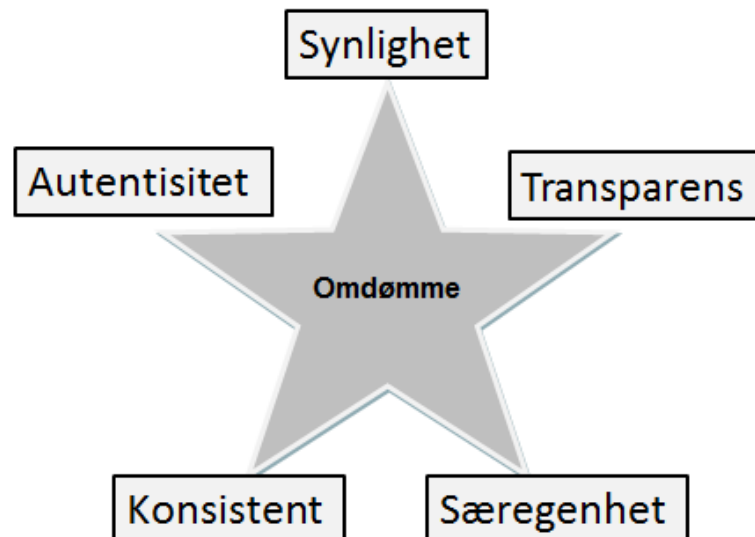 Synlighet
Autentisitet
Transparens
Omdømme
Konsistent
Særegenhet